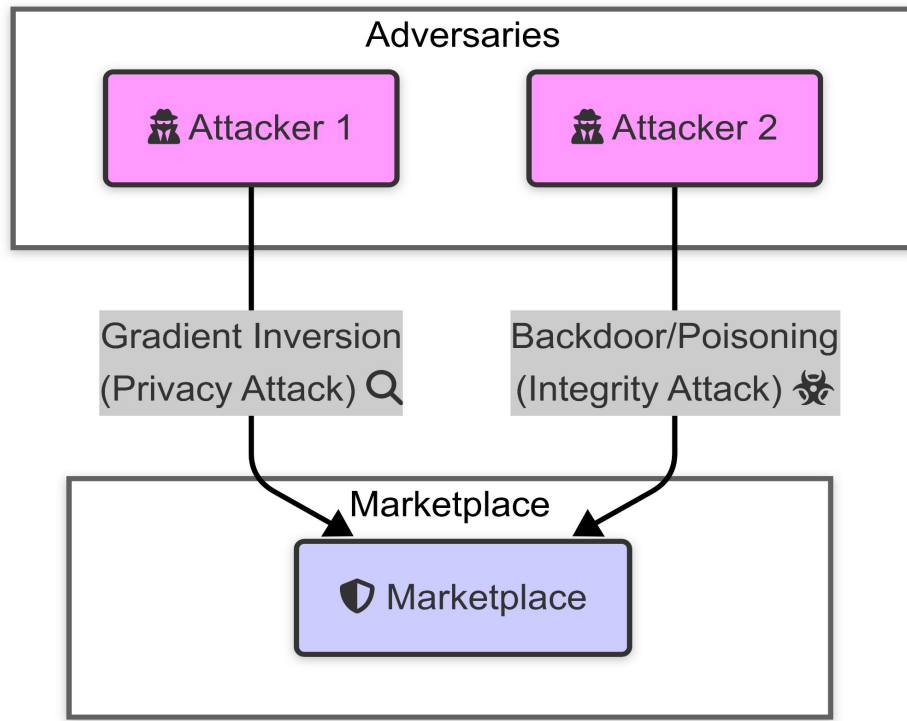 Adversaries
Attacker 1
Attacker 2
Gradient Inversion
(Privacy Attack)
Backdoor/Poisoning
(Integrity Attack)
Marketplace
Marketplace